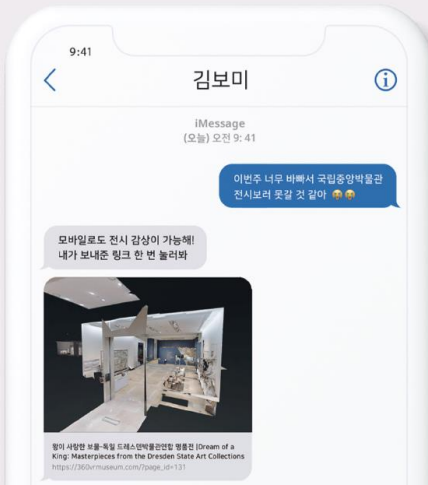 9:41
김보미
iMessage
(오늘) 오전 9: 41
이번주 너무 바빠서 국립중앙박물관
전시보러 못갈 것 같아 😭😭
모바일로도 전시 감상이 가능해!
내가 보내준 링크 한 번 눌러봐
왕이 사랑한 보물-독일 드레스덴박물관연합 명품전 |Dream of a
King: Masterpieces from the Dresden State Art Collections
https://360vrmuseum.com/?page_id=131